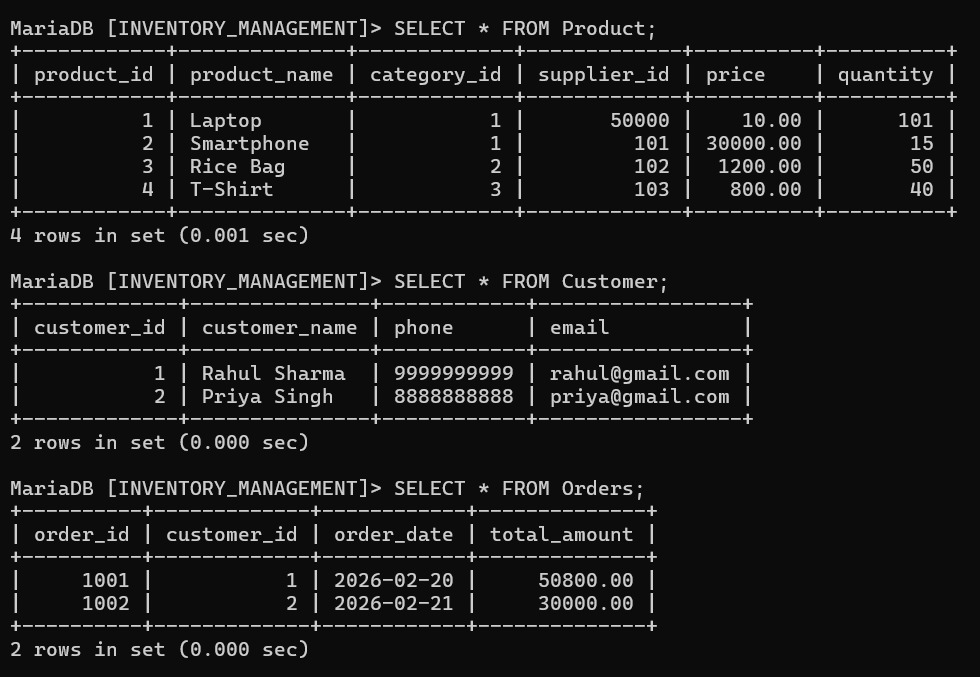 MariaDB [INVENTORY_MANAGEMENT]> SELECT * FROM Product;
+------------+--------------+-------------+-------------+----------+----------+
| product_id | product_name | category_id | supplier_id | price    | quantity |
+------------+--------------+-------------+-------------+----------+----------+
|          1 | Laptop       |           1 |       50000 |    10.00 |      101 |
|          2 | Smartphone   |           1 |         101 | 30000.00 |       15 |
|          3 | Rice Bag     |           2 |         102 |  1200.00 |       50 |
|          4 | T-Shirt      |           3 |         103 |   800.00 |       40 |
+------------+--------------+-------------+-------------+----------+----------+
4 rows in set (0.001 sec)
MariaDB [INVENTORY_MANAGEMENT]> SELECT * FROM Customer;
+-------------+---------------+------------+-----------------+
| customer_id | customer_name | phone      | email           |
+-------------+---------------+------------+-----------------+
|           1 | Rahul Sharma  | 9999999999 | rahul@gmail.com |
|           2 | Priya Singh   | 8888888888 | priya@gmail.com |
+-------------+---------------+------------+-----------------+
2 rows in set (0.000 sec)
MariaDB [INVENTORY_MANAGEMENT]> SELECT * FROM Orders;
+----------+-------------+------------+--------------+
| order_id | customer_id | order_date | total_amount |
+----------+-------------+------------+--------------+
|     1001 |           1 | 2026-02-20 |     50800.00 |
|     1002 |           2 | 2026-02-21 |     30000.00 |
+----------+-------------+------------+--------------+
2 rows in set (0.000 sec)